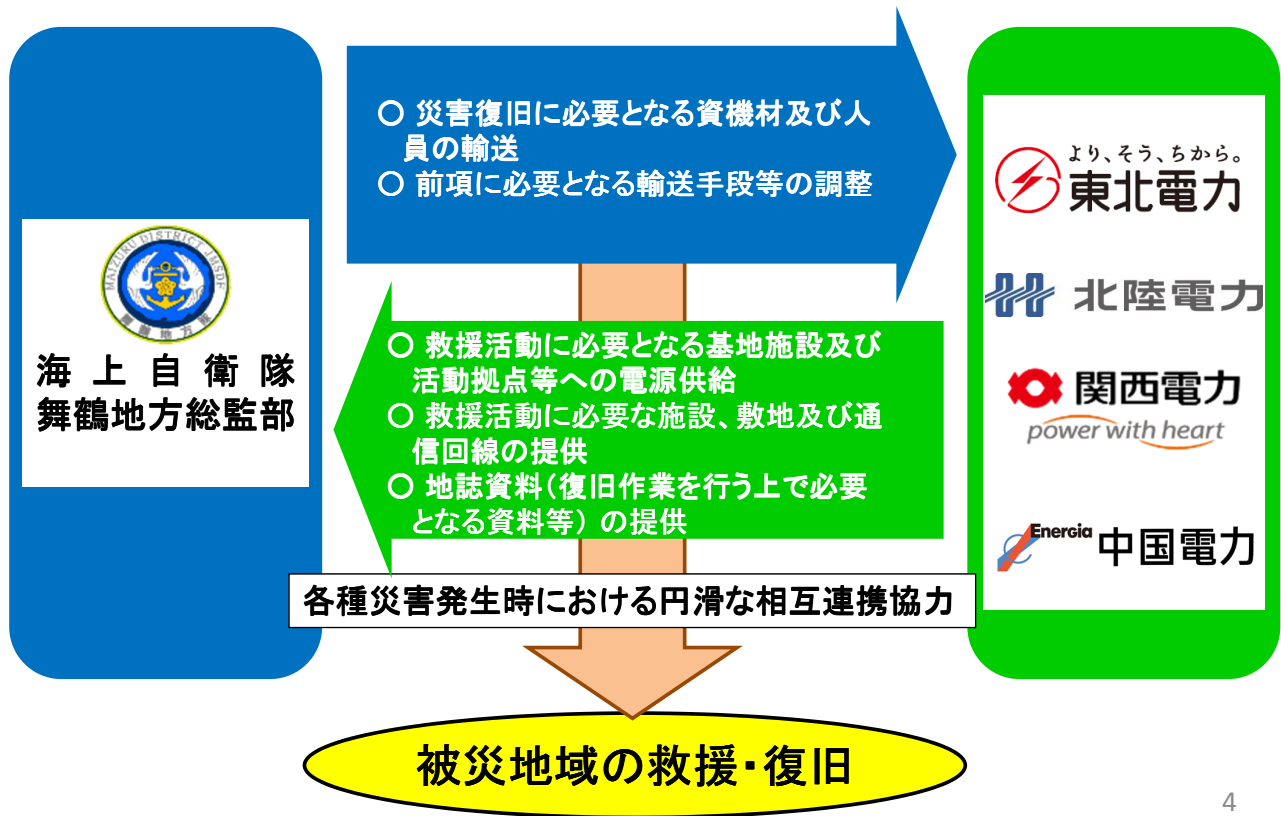 ○ 災害復旧に必要となる資機材及び人
員の輸送
○ 前項に必要となる輸送手段等の調整
MAIZURU DISTRICT JMSDF
舞鶴地方隊
海上自衛隊
舞鶴地方総監部
○ 救援活動に必要となる基地施設及び
活動拠点等への電源供給
○ 救援活動に必要な施設、敷地及び通
信回線の提供
○ 地誌資料(復旧作業を行う上で必要
となる資料等)の提供
より、そう、ちから。
東北電力
北陸電力
関西電力
power with heart
Energia
中国電力
各種災害発生時における円滑な相互連携協力
被災地域の救援・復旧
4